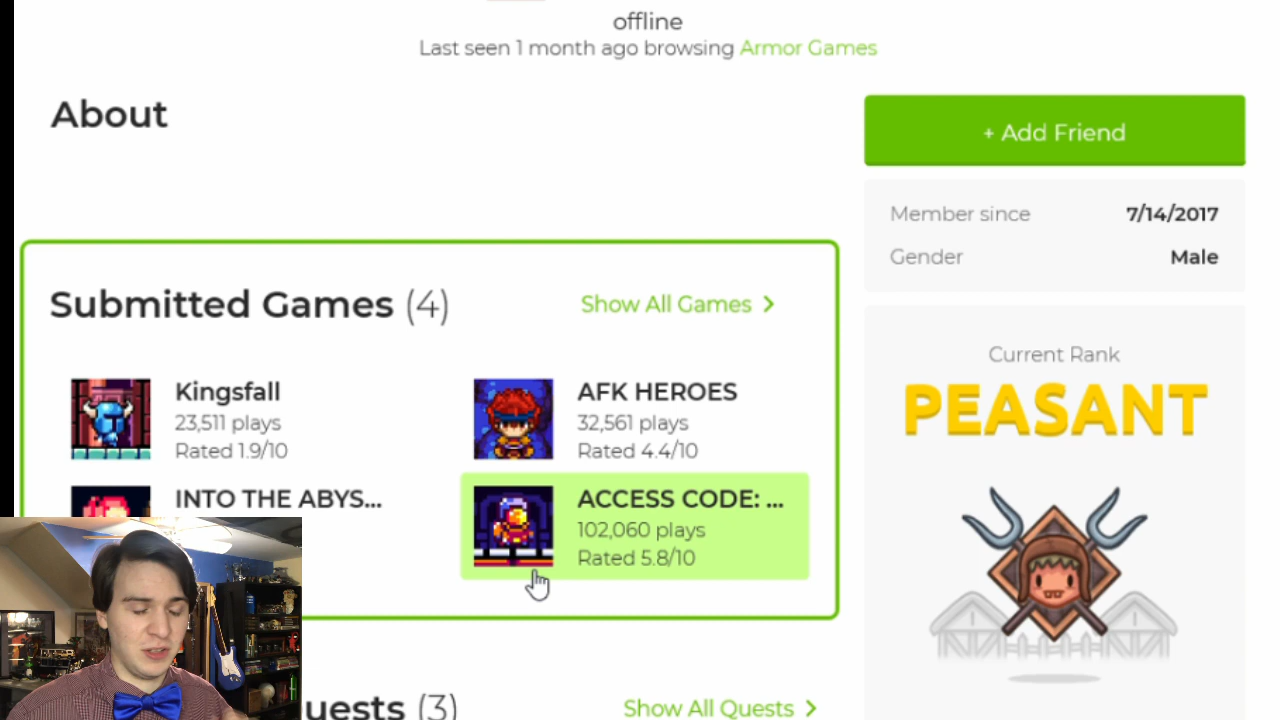 offline
Last seen 1 month ago browsing Armor Games
About
+ Add Friend
Member since 7/14/2017
Gender Male
Submitted Games (4)
Show All Games >
Kingsfall
23,511 plays
Rated 1.9/10
AFK HEROES
32,561 plays
Rated 4.4/10
INTO THE ABYS...
ACCESS CODE: ...
102,060 plays
Rated 5.8/10
Current Rank
PEASANT
uests (3)
Show All Quests >